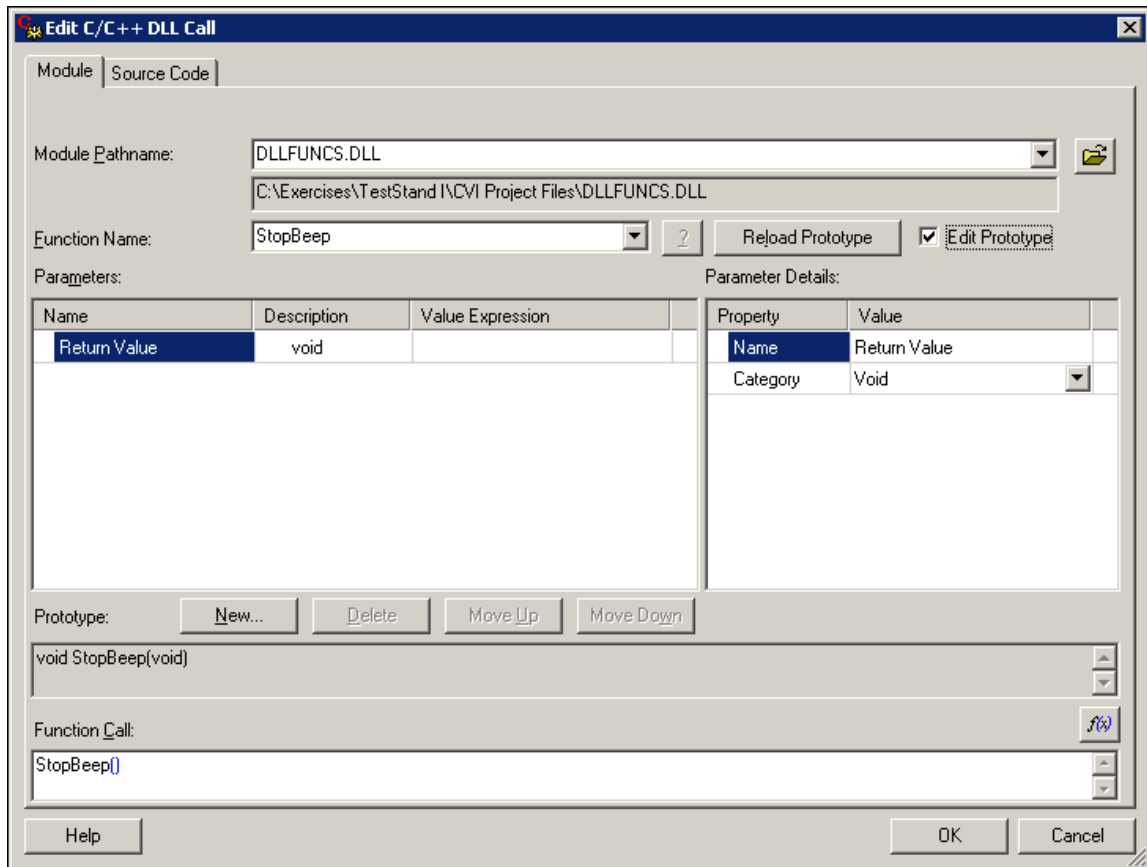 Edit C/C++ DLL Call
Module Source Code
Module Pathname: DLLFUNCS.DLL
C:\Exercises\TestStand I\CVI Project Files\DLLFUNCS.DLL
Function Name: StopBeep ? Reload Prototype Edit Prototype
Parameters: Parameter Details:
Name Description Value Expression Property Value
Return Value void Name Return Value
Category Void
Prototype: New... Delete Move Up Move Down
void StopBeep(void)
Function Call: f(x)
StopBeep()
Help OK Cancel